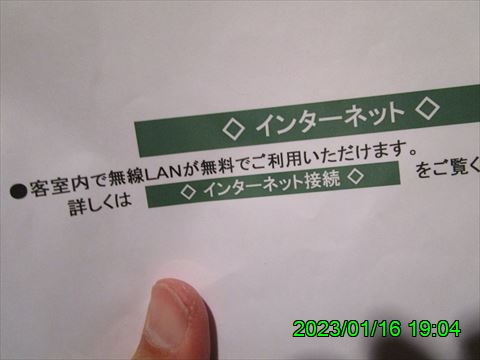 ◇ インターネット ◇
●客室内で無線LANが無料でご利用いただけます。
詳しくは ◇ インターネット接続 ◇ をご覧く
2023/01/16 19:04